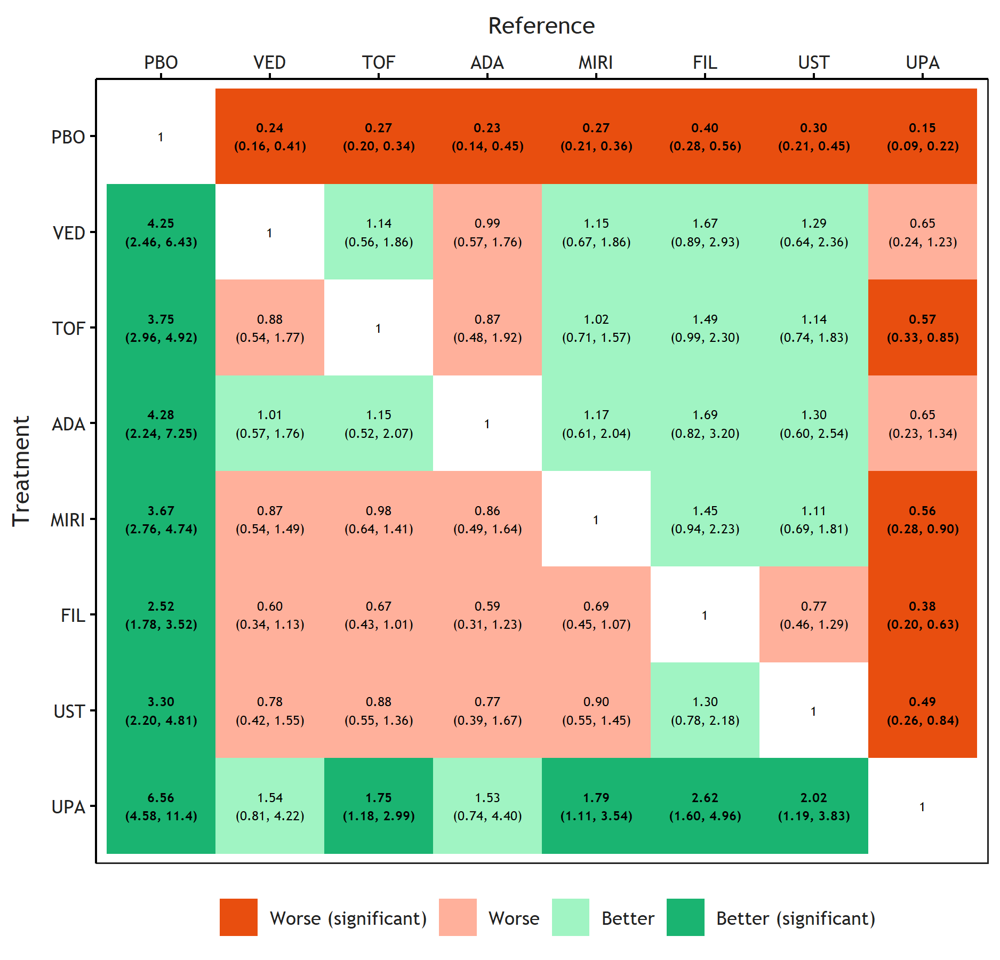 Reference
PBO VED TOF ADA MIRI FIL UST UPA
Treatment
PBO 1 0.24 0.27 0.23 0.27 0.40 0.30 0.15
(0.16, 0.41) (0.20, 0.34) (0.14, 0.45) (0.21, 0.36) (0.28, 0.56) (0.21, 0.45) (0.09, 0.22)
VED 4.25 1 1.14 0.99 1.15 1.67 1.29 0.65
(2.46, 6.43) (0.56, 1.86) (0.57, 1.76) (0.67, 1.86) (0.89, 2.93) (0.64, 2.36) (0.24, 1.23)
TOF 3.75 0.88 1 0.87 1.02 1.49 1.14 0.57
(2.96, 4.92) (0.54, 1.77) (0.48, 1.92) (0.71, 1.57) (0.99, 2.30) (0.74, 1.83) (0.33, 0.85)
ADA 4.28 1.01 1.15 1 1.17 1.69 1.30 0.65
(2.24, 7.25) (0.57, 1.76) (0.52, 2.07) (0.61, 2.04) (0.82, 3.20) (0.60, 2.54) (0.23, 1.34)
MIRI 3.67 0.87 0.98 0.86 1 1.45 1.11 0.56
(2.76, 4.74) (0.54, 1.49) (0.64, 1.41) (0.49, 1.64) (0.94, 2.23) (0.69, 1.81) (0.28, 0.90)
FIL 2.52 0.60 0.67 0.59 0.69 1 0.77 0.38
(1.78, 3.52) (0.34, 1.13) (0.43, 1.01) (0.31, 1.23) (0.45, 1.07) (0.46, 1.29) (0.20, 0.63)
UST 3.30 0.78 0.88 0.77 0.90 1.30 1 0.49
(2.20, 4.81) (0.42, 1.55) (0.55, 1.36) (0.39, 1.67) (0.55, 1.45) (0.78, 2.18) (0.26, 0.84)
UPA 6.56 1.54 1.75 1.53 1.79 2.62 2.02 1
(4.58, 11.4) (0.81, 4.22) (1.18, 2.99) (0.74, 4.40) (1.11, 3.54) (1.60, 4.96) (1.19, 3.83)
Worse (significant) Worse Better Better (significant)